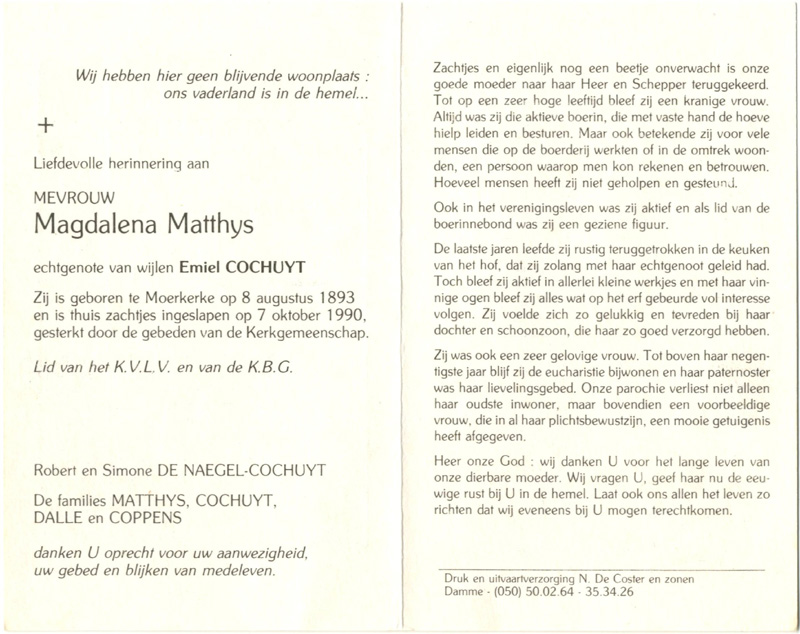 Wij hebben hier geen blijvende woonplaats :
ons vaderland is in de hemel...
+
Liefdevolle herinnering aan
MEVROUW
Magdalena Matthys
echtgenote van wijlen Emiel COCHUYT
Zij is geboren te Moerkerke op 8 augustus 1893
en is thuis zachtjes ingeslapen op 7 oktober 1990,
gesterkt door de gebeden van de Kerkgemeenschap.
Lid van het K.V.L.V. en van de K.B.G.
Robert en Simone DE NAEGEL-COCHUYT
De families MATTHYS, COCHUYT,
DALLE en COPPENS
danken U oprecht voor uw aanwezigheid,
uw gebed en blijken van medeleven.
Zachtjes en eigenlijk nog een beetje onverwacht is onze
goede moeder naar haar Heer en Schepper teruggekeerd.
Tot op een zeer hoge leeftijd bleef zij een kranige vrouw.
Altijd was zij die aktieve boerin, die met vaste hand de hoeve
hielp leiden en besturen. Maar ook betekende zij voor vele
mensen die op de boerderij werkten of in de omtrek woon-
den, een persoon waarop men kon rekenen en betrouwen.
Hoeveel mensen heeft zij niet geholpen en gesteund.
Ook in het verenigingsleven was zij aktief en als lid van de
boerinnebond was zij een geziene figuur.
De laatste jaren leefde zij rustig teruggetrokken in de keuken
van het hof, dat zij zolang met haar echtgenoot geleid had.
Toch bleef zij aktief in allerlei kleine werkjes en met haar vin-
nige ogen bleef zij alles wat op het erf gebeurde vol interesse
volgen. Zij voelde zich zo gelukkig en tevreden bij haar
dochter en schoonzoon, die haar zo goed verzorgd hebben.
Zij was ook een zeer gelovige vrouw. Tot boven haar negen-
tigste jaar blijf zij de eucharistie bijwonen en haar paternoster
was haar lievelingsgebed. Onze parochie verliest niet alleen
haar oudste inwoner, maar bovendien een voorbeeldige
vrouw, die in al haar plichtsbewustzijn, een mooie getuigenis
heeft afgegeven.
Heer onze God : wij danken U voor het lange leven van
onze dierbare moeder. Wij vragen U, geef haar nu de eeu-
wige rust bij U in de hemel. Laat ook ons allen het leven zo
richten dat wij eveneens bij U mogen terechtkomen.
Druk en uitvaartverzorging N. De Coster en zonen
Damme - (050) 50.02.64 - 35.34.26